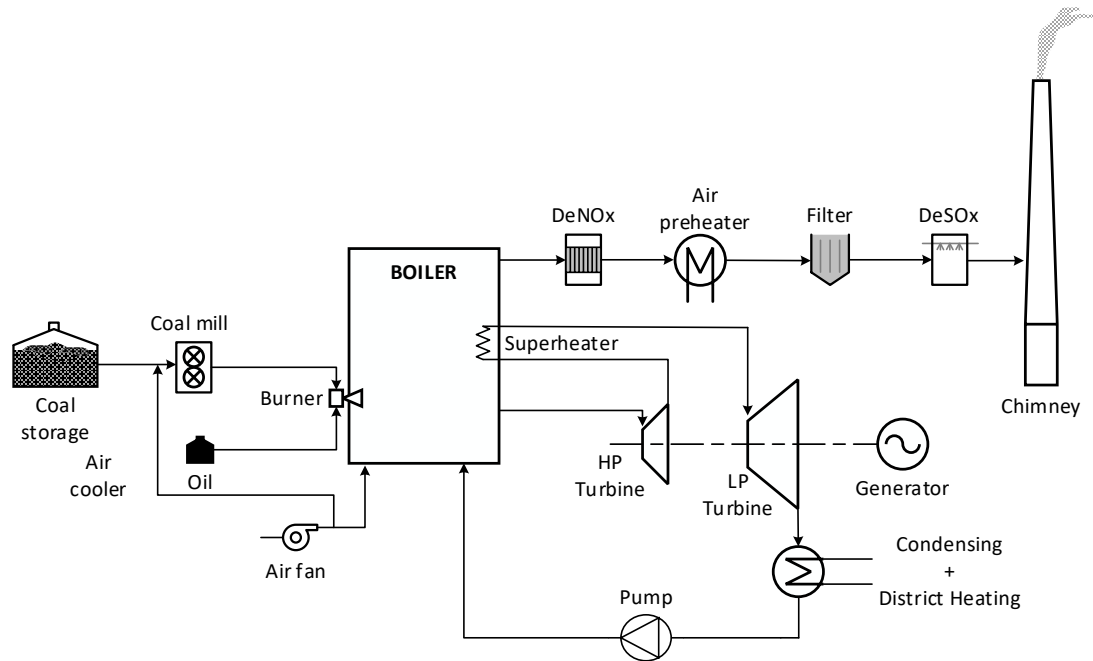 DeNOx
Air
preheater
Filter
DeSOx
BOILER
Coal mill
Superheater
Burner
Coal
storage
Chimney
Air
cooler
Oil
HP
Turbine
LP
Turbine
Generator
Air fan
Condensing
+
District Heating
Pump